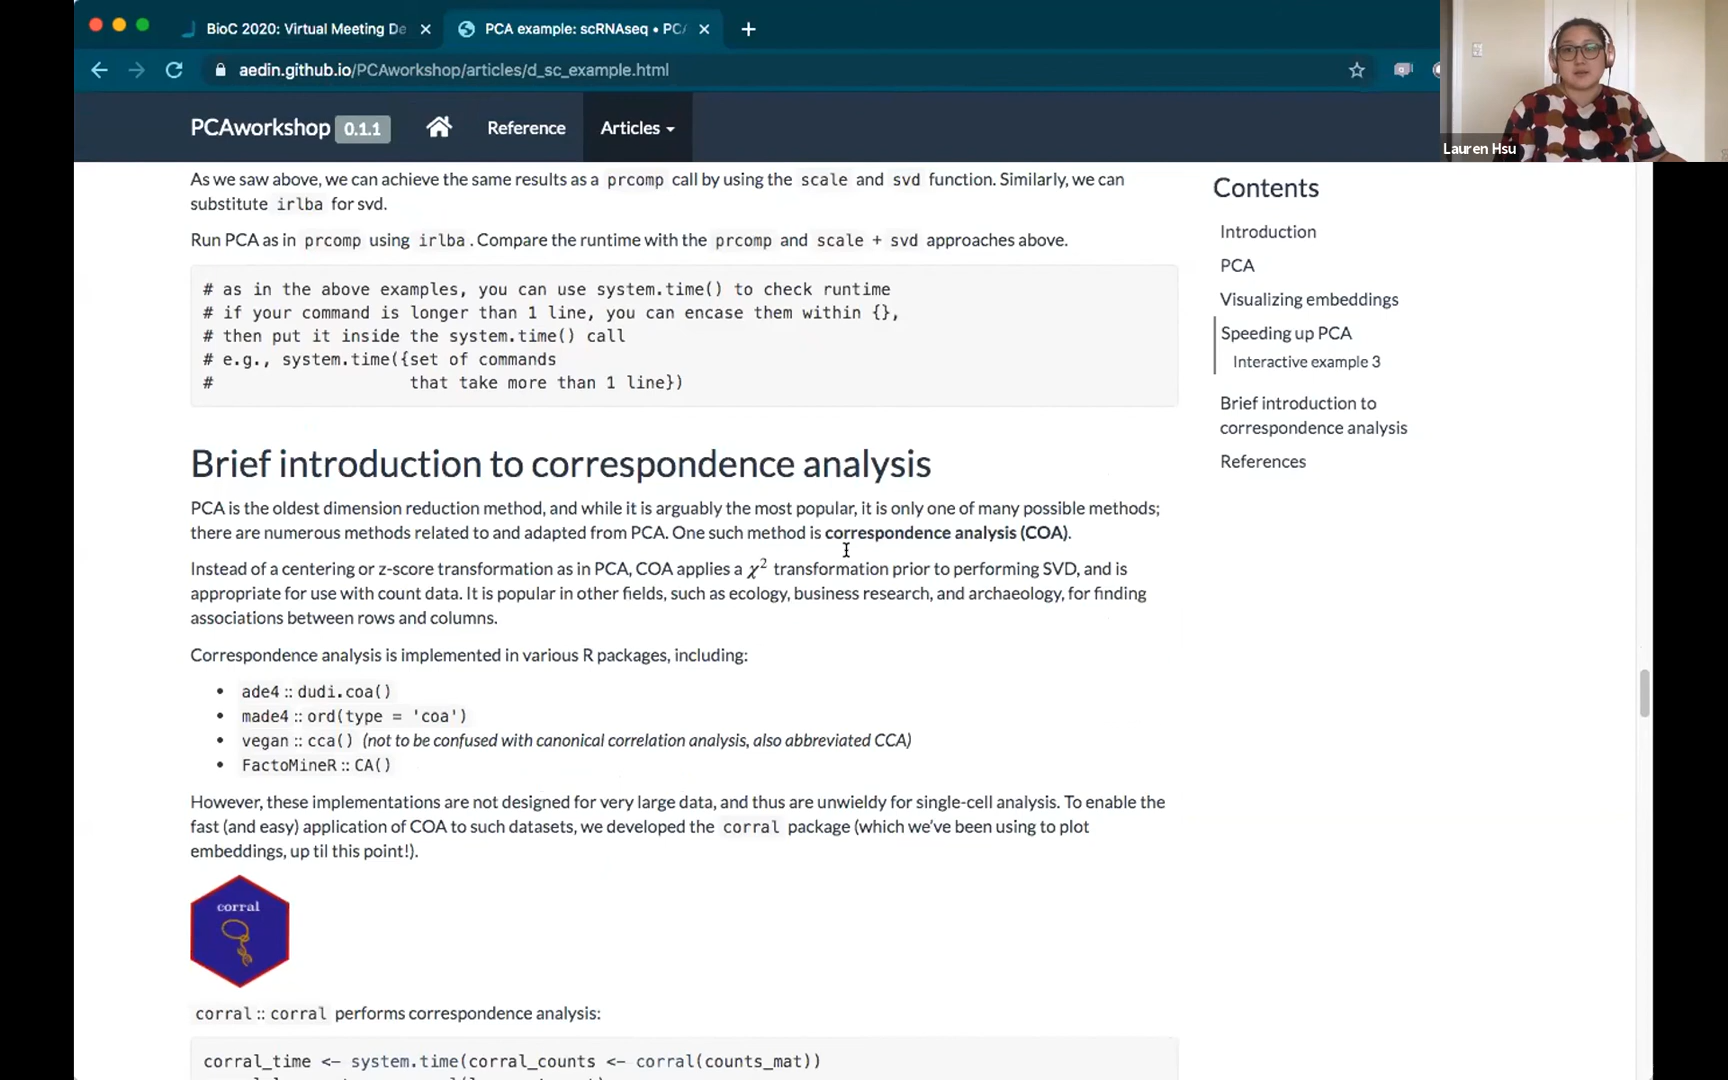 BioC 2020: Virtual Meeting De
PCA example: scRNAseq • PCA
aedin.github.io/PCAworkshop/articles/d_sc_example.html
PCAworkshop 0.1.1 Reference Articles
Lauren Hsu
As we saw above, we can achieve the same results as a prcomp call by using the scale and svd function. Similarly, we can
substitute irlba for svd.
Run PCA as in prcomp using irlba . Compare the runtime with the prcomp and scale + svd approaches above.
# as in the above examples, you can use system.time() to check runtime
# if your command is longer than 1 line, you can encase them within {},
# then put it inside the system.time() call
# e.g., system.time({set of commands
# that take more than 1 line})
Brief introduction to correspondence analysis
PCA is the oldest dimension reduction method, and while it is arguably the most popular, it is only one of many possible methods;
there are numerous methods related to and adapted from PCA. One such method is correspondence analysis (COA).
Instead of a centering or z-score transformation as in PCA, COA applies a χ² transformation prior to performing SVD, and is
appropriate for use with count data. It is popular in other fields, such as ecology, business research, and archaeology, for finding
associations between rows and columns.
Correspondence analysis is implemented in various R packages, including:
• ade4 :: dudi.coa()
• made4 :: ord(type = 'coa')
• vegan :: cca() (not to be confused with canonical correlation analysis, also abbreviated CCA)
• FactoMineR :: CA()
However, these implementations are not designed for very large data, and thus are unwieldy for single-cell analysis. To enable the
fast (and easy) application of COA to such datasets, we developed the corral package (which we've been using to plot
embeddings, up til this point!).
corral
corral :: corral performs correspondence analysis:
corral_time <- system.time(corral_counts <- corral(counts_mat))
Contents
Introduction
PCA
Visualizing embeddings
Speeding up PCA
Interactive example 3
Brief introduction to
correspondence analysis
References